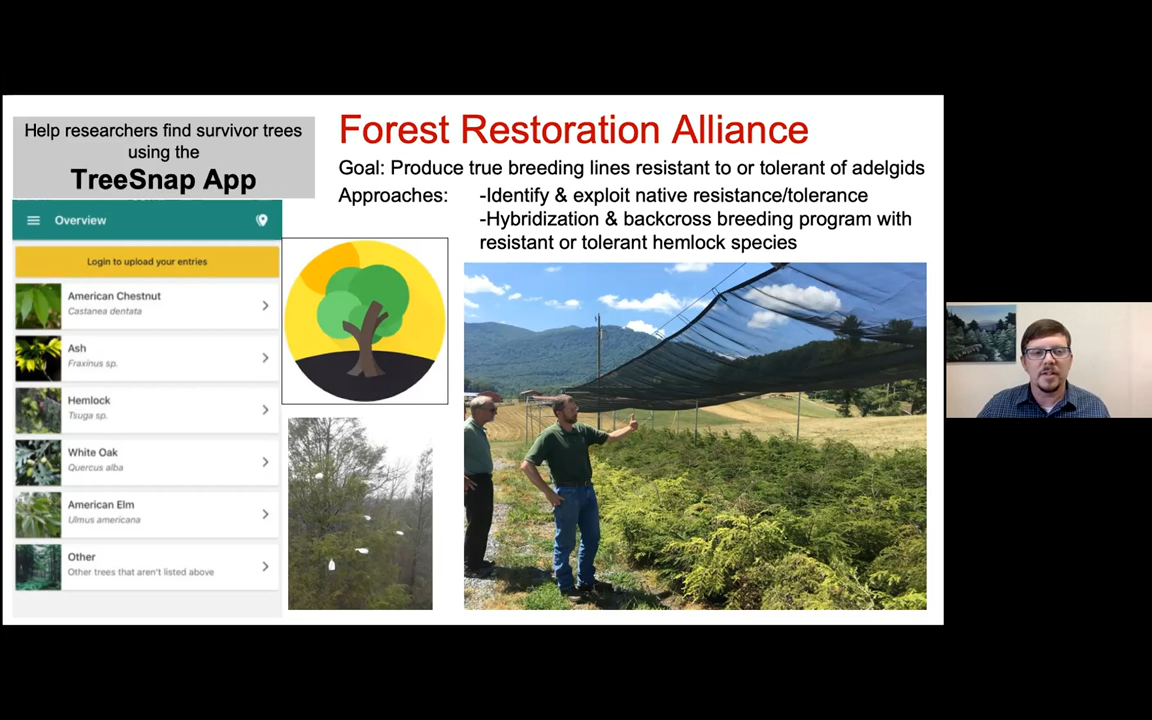 Help researchers find survivor trees
using the
TreeSnap App
Overview
Login to upload your entries
American Chestnut
Castanea dentata
Ash
Fraxinus sp.
Hemlock
Tsuga sp.
White Oak
Quercus alba
American Elm
Ulmus americana
Other
Other trees that aren't listed above
Forest Restoration Alliance
Goal: Produce true breeding lines resistant to or tolerant of adelgids
Approaches: -Identify & exploit native resistance/tolerance
-Hybridization & backcross breeding program with
resistant or tolerant hemlock species